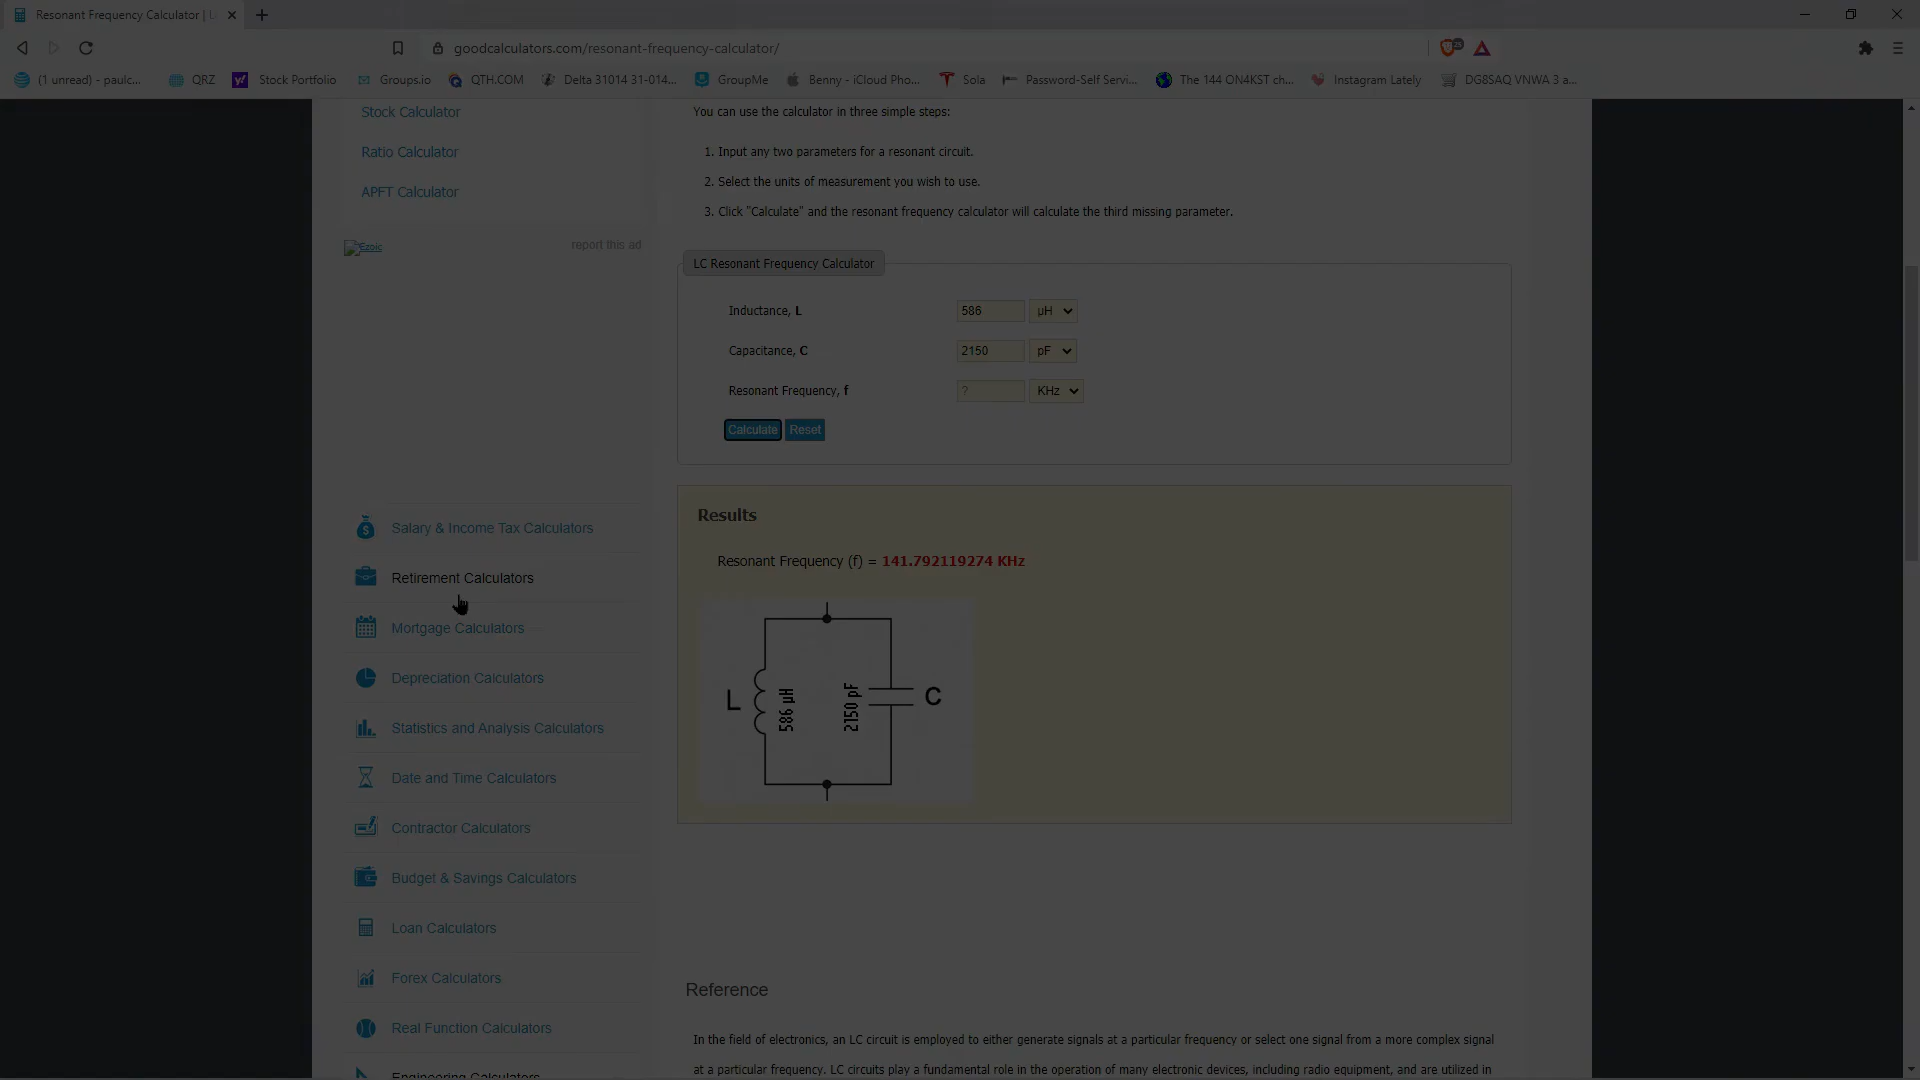 Resonant Frequency Calculator |
goodcalculators.com/resonant-frequency-calculator/
(1 unread) - paulc...
QRZ
Stock Portfolio
Groups.io
QTH.COM
Delta 31014 31-014...
GroupMe
Benny - iCloud Pho...
Sola
Password-Self Servi...
The 144 ON4KST ch...
Instagram Lately
DG8SAQ VNWA 3 a...
Stock Calculator
Ratio Calculator
APFT Calculator
Ezoic
report this ad
Salary & Income Tax Calculators
Retirement Calculators
Mortgage Calculators
Depreciation Calculators
Statistics and Analysis Calculators
Date and Time Calculators
Contractor Calculators
Budget & Savings Calculators
Loan Calculators
Forex Calculators
Real Function Calculators
Engineering Calculators
You can use the calculator in three simple steps:
1. Input any two parameters for a resonant circuit.
2. Select the units of measurement you wish to use.
3. Click "Calculate" and the resonant frequency calculator will calculate the third missing parameter.
LC Resonant Frequency Calculator
Inductance, L 586 µH
Capacitance, C 2150 pF
Resonant Frequency, f ? KHz
Calculate Reset
Results
Resonant Frequency (f) = 141.792119274 KHz
L 586 µH 2150 pF C
Reference
In the field of electronics, an LC circuit is employed to either generate signals at a particular frequency or select one signal from a more complex signal
at a particular frequency. LC circuits play a fundamental role in the operation of many electronic devices, including radio equipment, and are utilized in